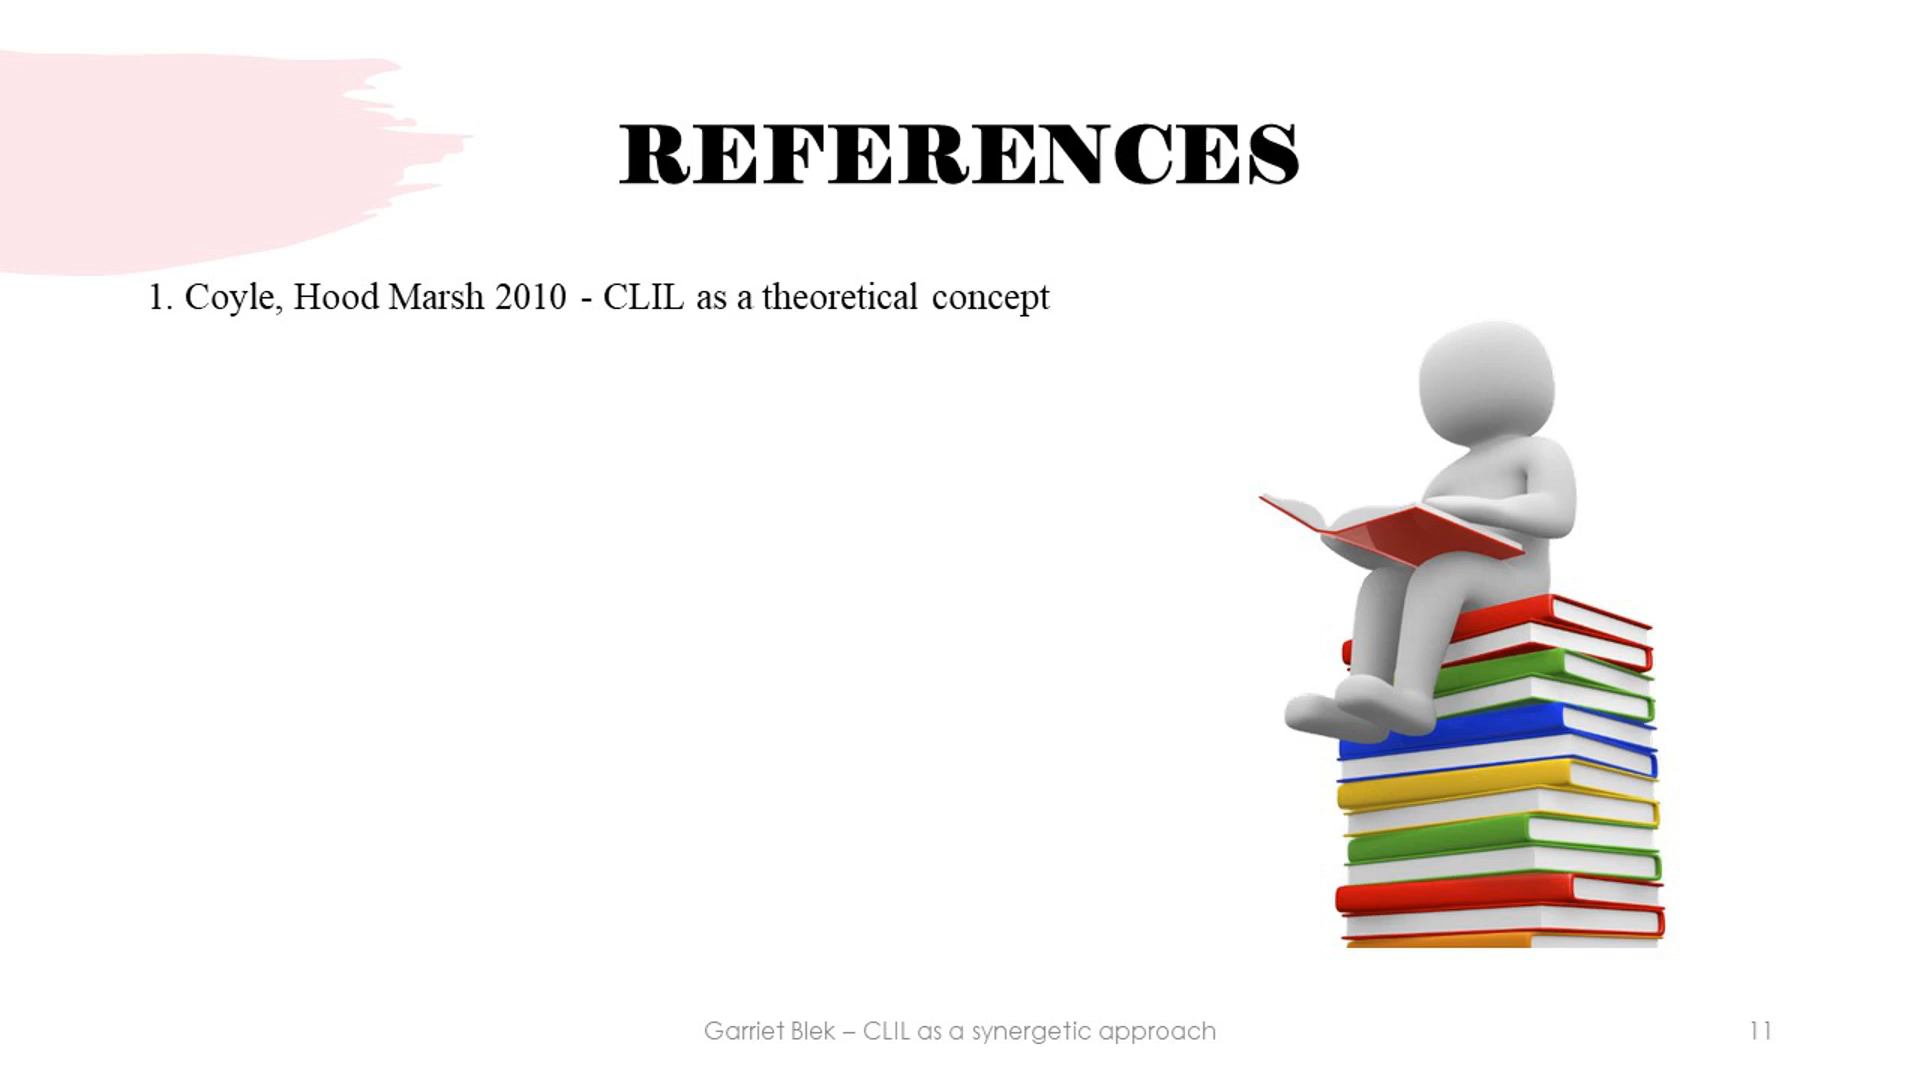 REFERENCES
1. Coyle, Hood Marsh 2010 - CLIL as a theoretical concept
Garriet Blek – CLIL as a synergetic approach
11